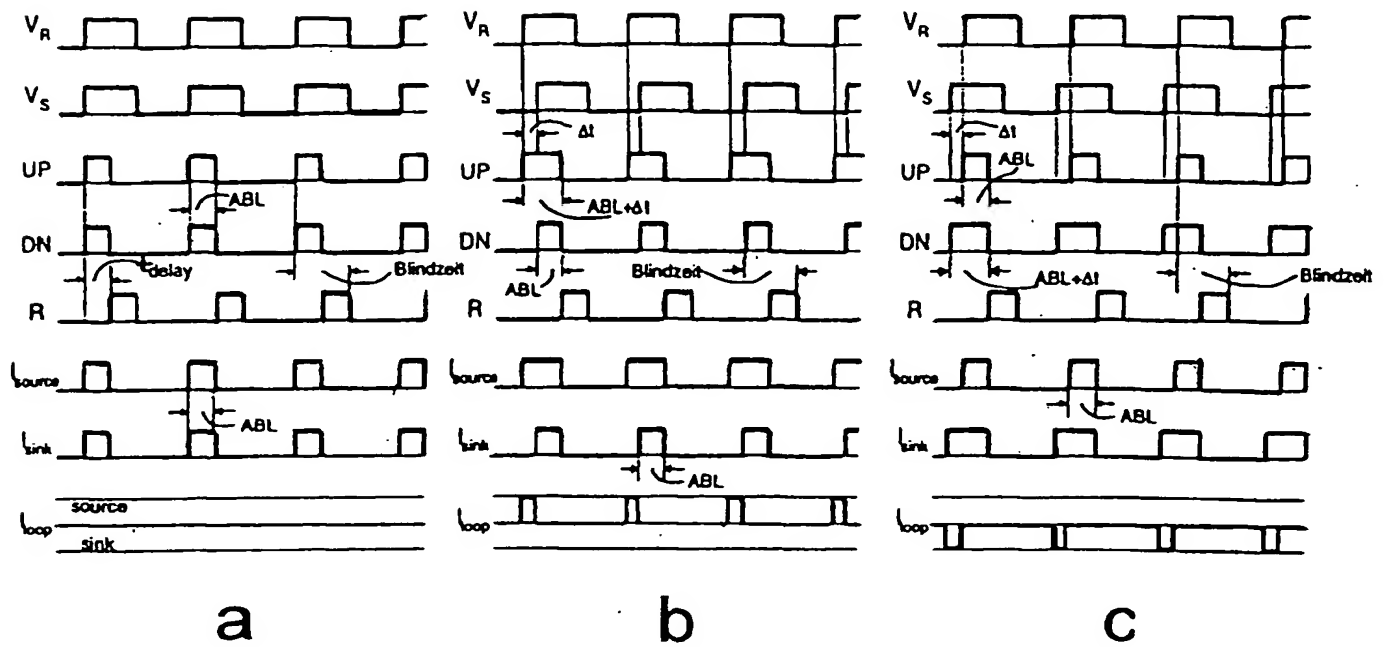 V_R
V_S
UP
ABL
DN
delay
Blindzeit
R
I_source
ABL
I_sink
source
I_loop
sink
a
V_R
V_S
Δt
UP
ABL+Δt
DN
ABL
Blindzeit
R
I_source
I_sink
ABL
I_loop
b
V_R
V_S
Δt
ABL
UP
DN
ABL+Δt
Blindzeit
R
I_source
ABL
I_sink
I_loop
c